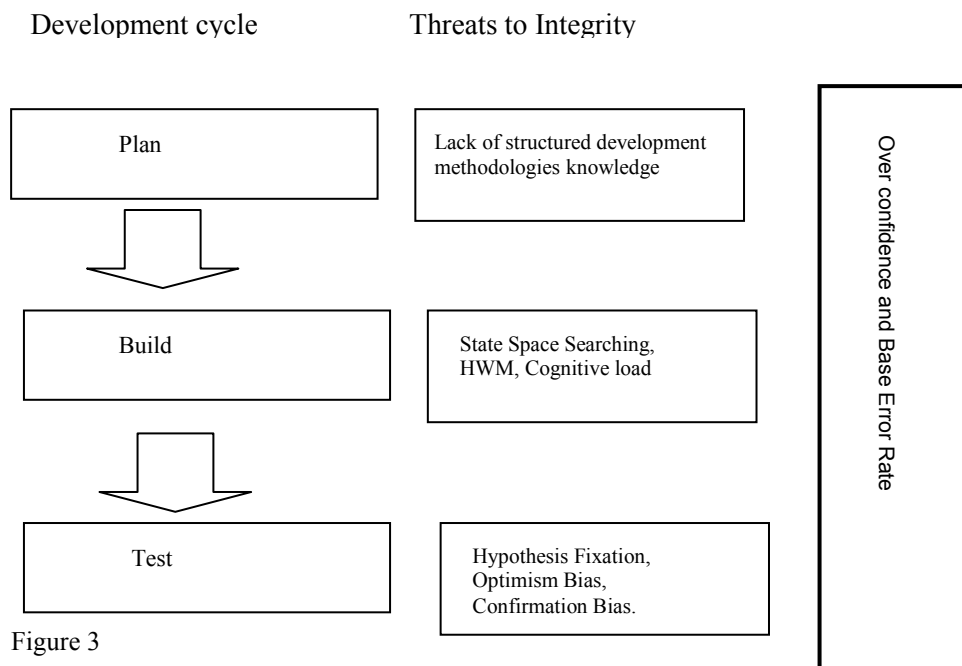 Development cycle
Threats to Integrity
Plan
Lack of structured development
methodologies knowledge
Build
State Space Searching,
HWM, Cognitive load
Test
Hypothesis Fixation,
Optimism Bias,
Confirmation Bias.
Over confidence and Base Error Rate
Figure 3